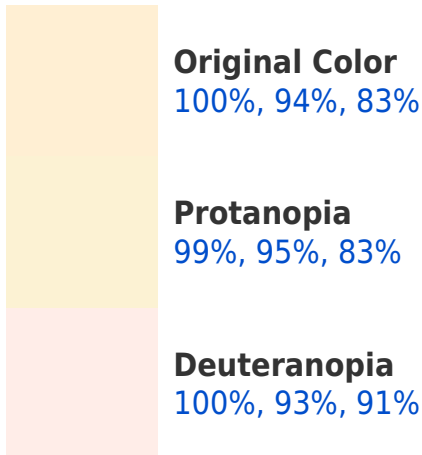 Original Color
100%, 94%, 83%
Protanopia
99%, 95%, 83%
Deuteranopia
100%, 93%, 91%